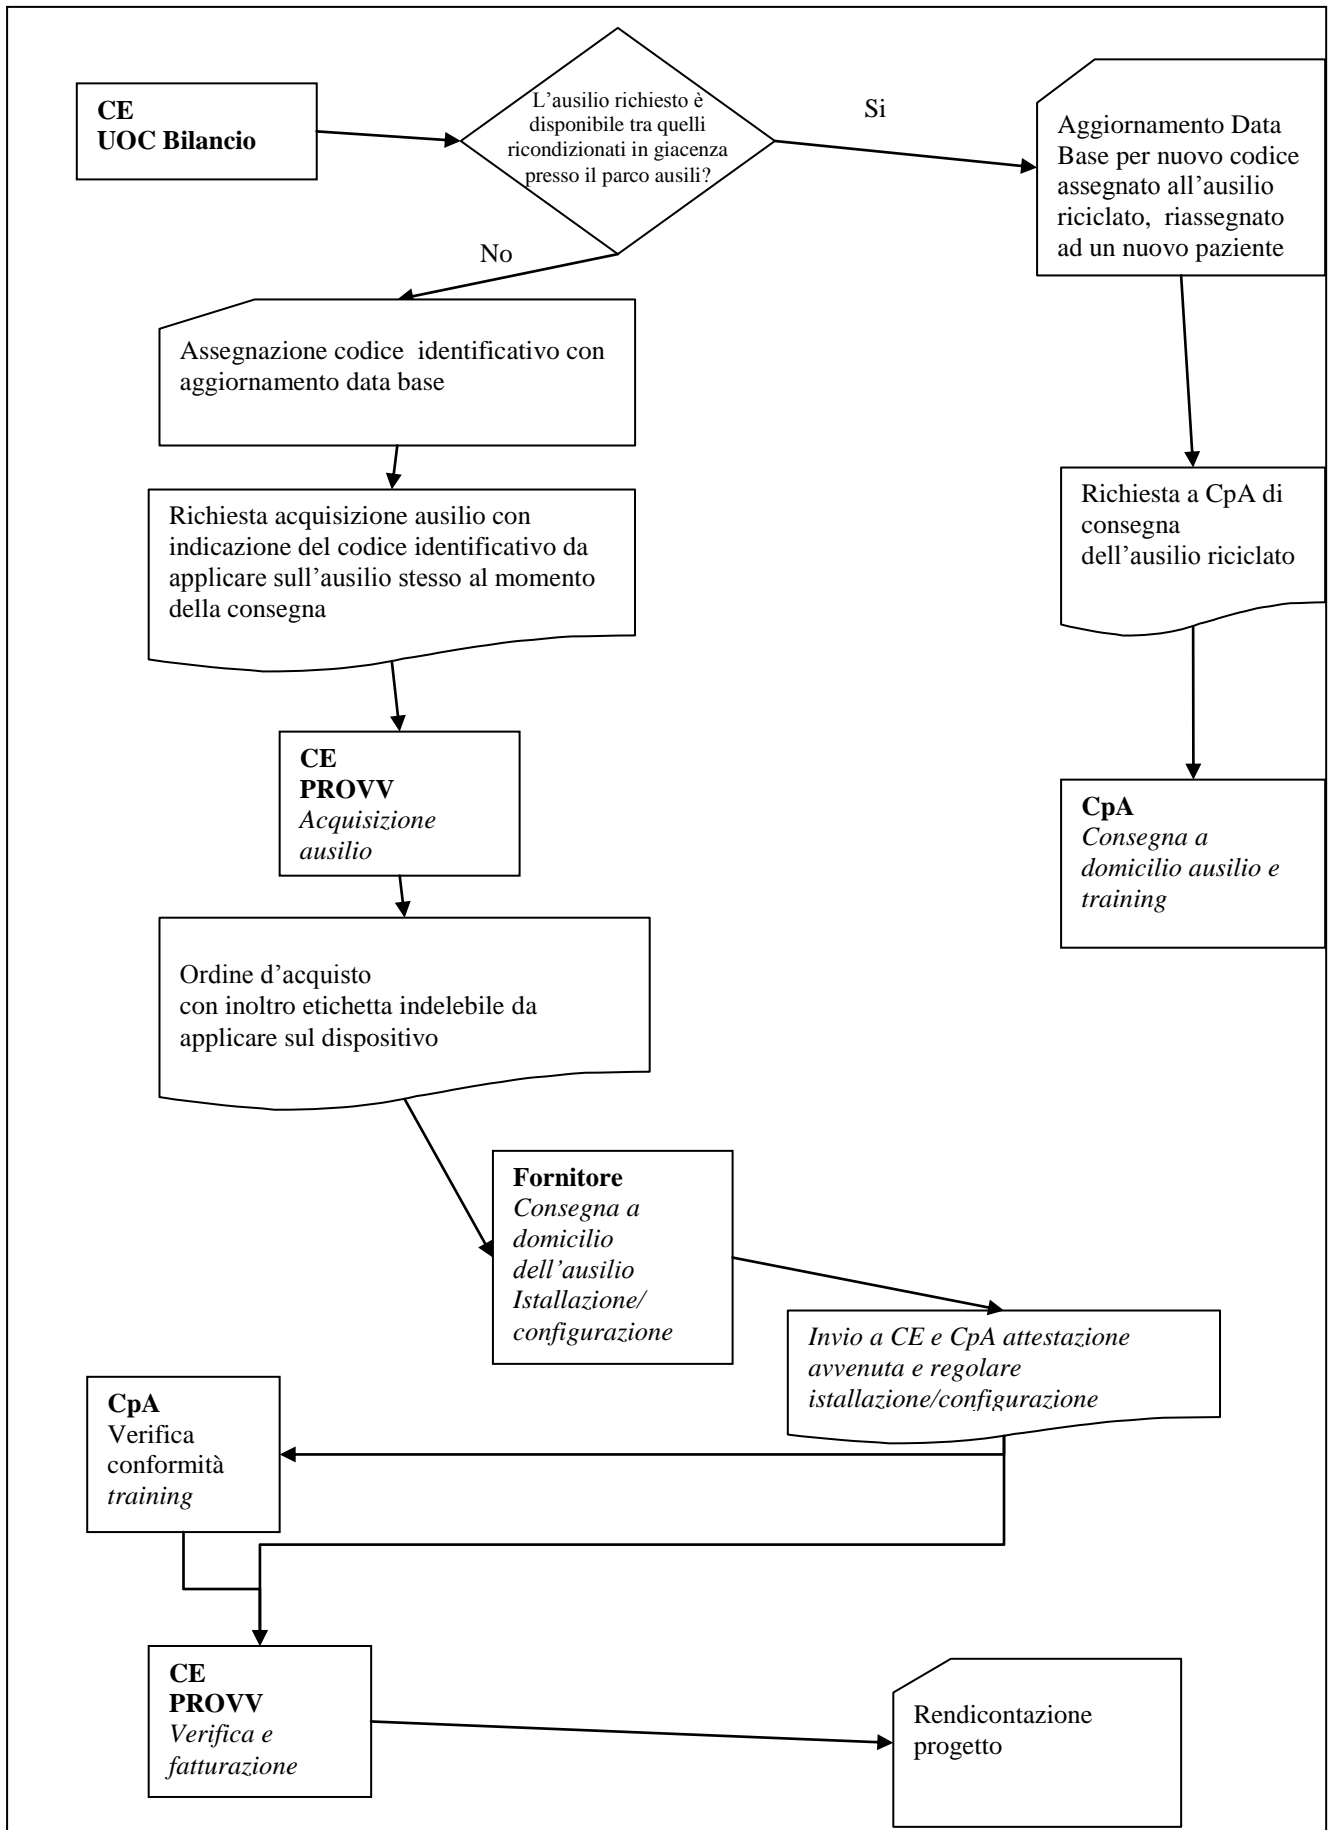 CE
UOC Bilancio
L’ausilio richiesto è
disponibile tra quelli
ricondizionati in giacenza
presso il parco ausili?
Si
Aggiornamento Data
Base per nuovo codice
assegnato all’ausilio
riciclato, riassegnato
ad un nuovo paziente
No
Assegnazione codice identificativo con
aggiornamento data base
Richiesta acquisizione ausilio con
indicazione del codice identificativo da
applicare sull’ausilio stesso al momento
della consegna
Richiesta a CpA di
consegna
dell’ausilio riciclato
CE
PROVV
Acquisizione
ausilio
CpA
Consegna a
domicilio ausilio e
training
Ordine d’acquisto
con inoltro etichetta indelebile da
applicare sul dispositivo
Fornitore
Consegna a
domicilio
dell’ausilio
Istallazione/
configurazione
Invio a CE e CpA attestazione
avvenuta e regolare
istallazione/configurazione
CpA
Verifica
conformità
training
CE
PROVV
Verifica e
fatturazione
Rendicontazione
progetto